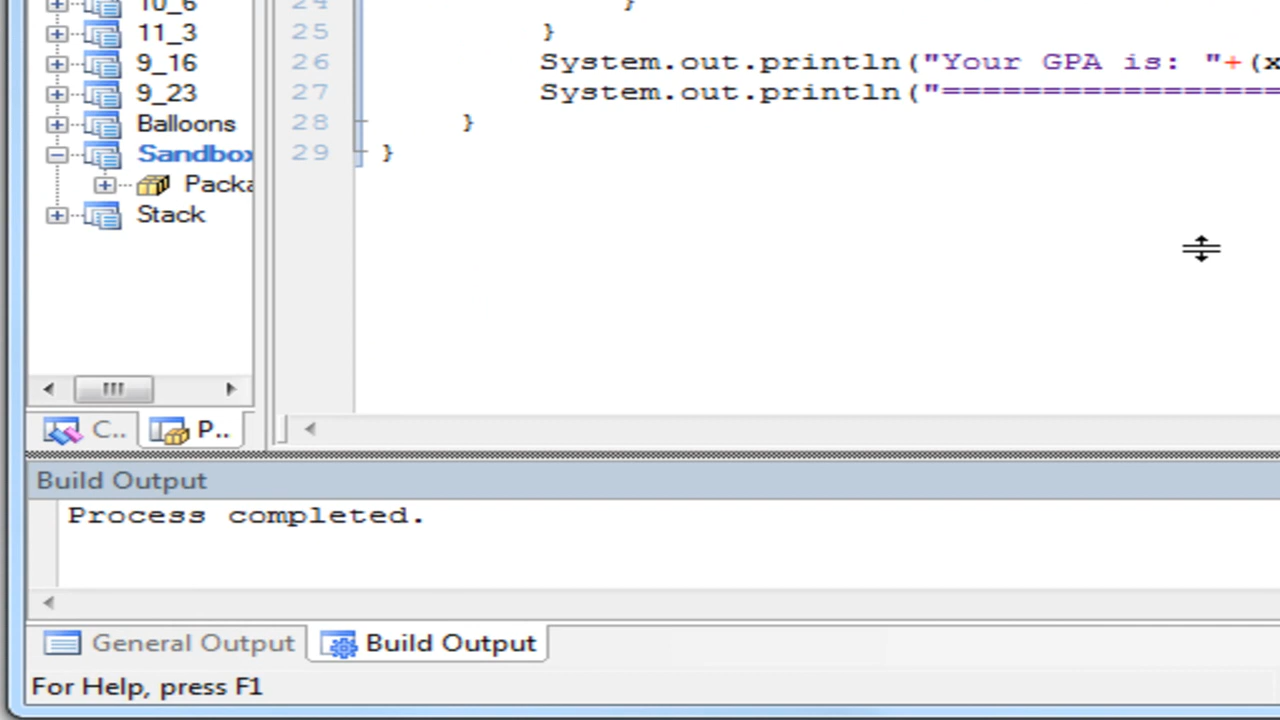 10_6
11_3
9_16
9_23
Balloons
Sandbox
Packa
Stack
C..
P..
24 }
25 }
26 System.out.println("Your GPA is: "+(x
27 System.out.println("=================
28 }
29 }
Build Output
Process completed.
General Output
Build Output
For Help, press F1